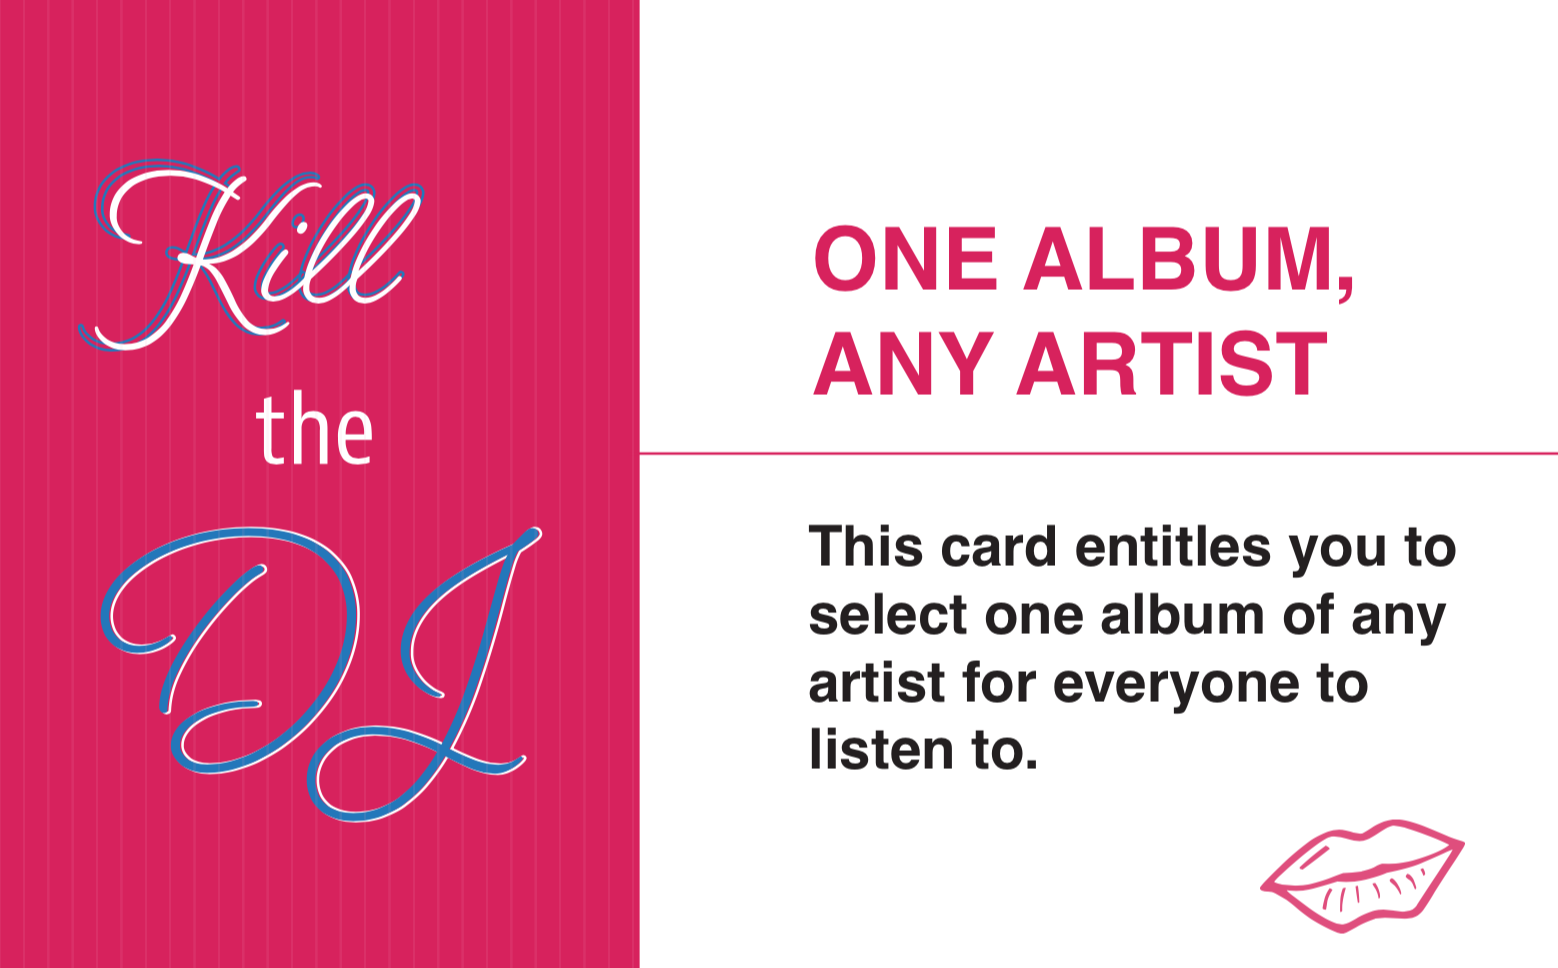 Kill
the
DJ
ONE ALBUM,
ANY ARTIST
This card entitles you to
select one album of any
artist for everyone to
listen to.